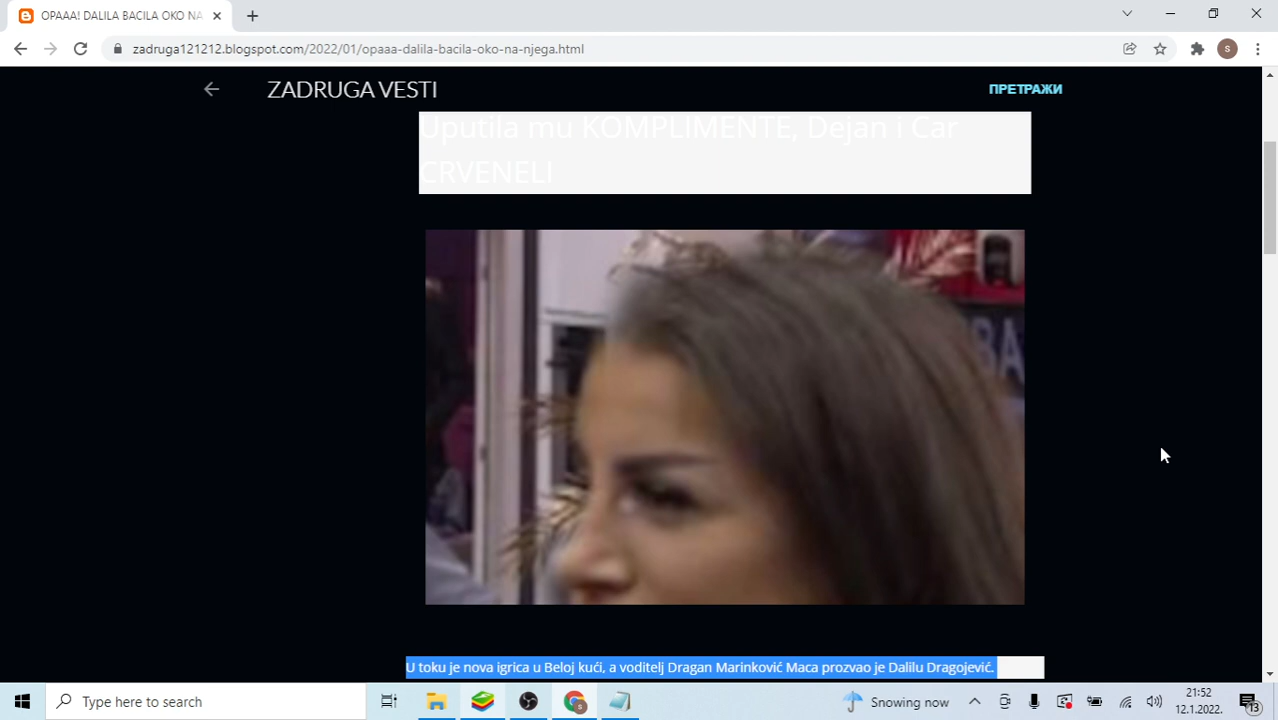 OPAAA! DALILA BACILA OKO NA
zadruga121212.blogspot.com/2022/01/opaaa-dalila-bacila-oko-na-njega.html
S
ZADRUGA VESTI
ПРЕТРАЖИ
Uputila mu KOMPLIMENTE, Dejan i Car
CRVENELI
BA
U toku je nova igrica u Beloj kući, a voditelj Dragan Marinković Maca prozvao je Dalilu Dragojević.
Type here to search
Snowing now
21:52
12.1.2022.
13